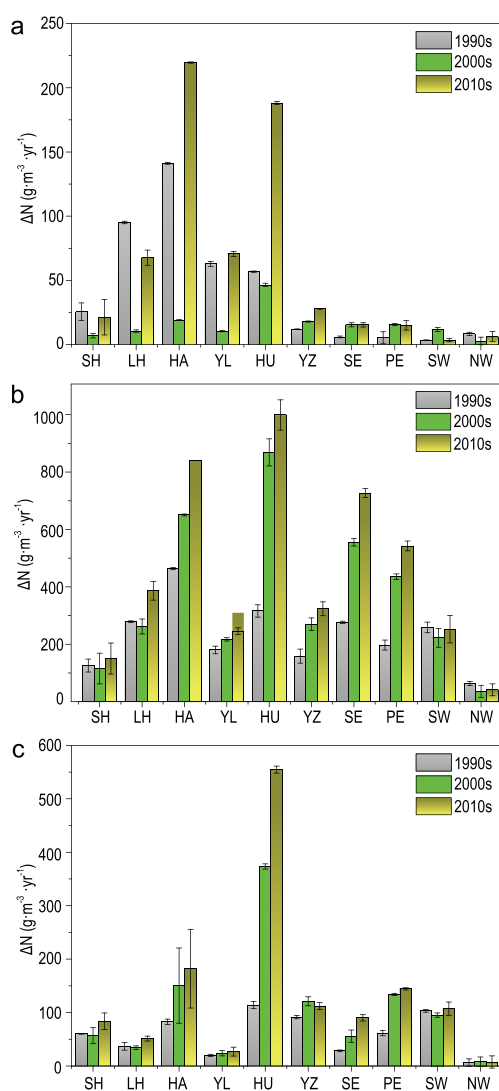 a
250
200
150
100
50
0
ΔN (g·m⁻³ ·yr⁻¹)
1990s
2000s
2010s
SH LH HA YL HU YZ SE PE SW NW
b
1000
800
600
400
200
0
ΔN (g·m⁻³ ·yr⁻¹)
1990s
2000s
2010s
SH LH HA YL HU YZ SE PE SW NW
c
600
500
400
300
200
100
0
ΔN (g·m⁻³ ·yr⁻¹)
1990s
2000s
2010s
SH LH HA YL HU YZ SE PE SW NW